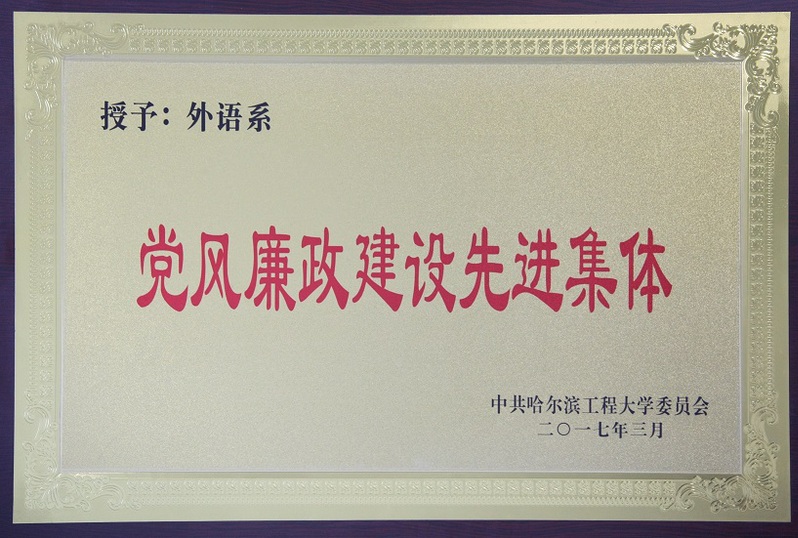 授予：外语系
党风廉政建设先进集体
中共哈尔滨工程大学委员会
二〇一七年三月